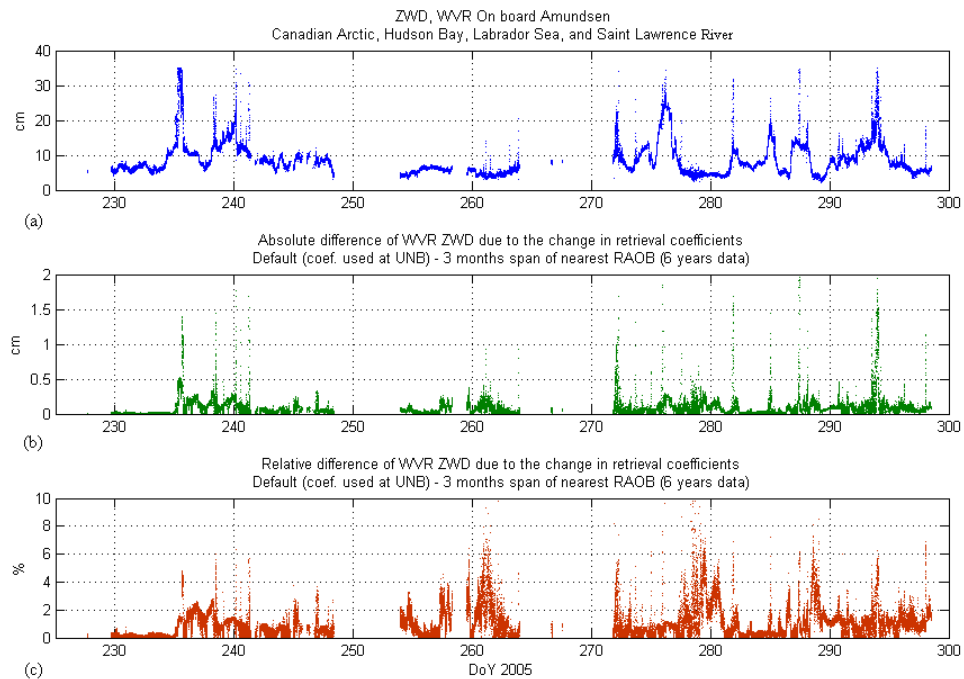 ZWD, WVR On board Amundsen
Canadian Arctic, Hudson Bay, Labrador Sea, and Saint Lawrence River
40
30
20
10
0
cm
230 240 250 260 270 280 290 300
(a)
Absolute difference of WVR ZWD due to the change in retrieval coefficients
Default (coef. used at UNB) - 3 months span of nearest RAOB (6 years data)
2
1.5
1
0.5
0
cm
230 240 250 260 270 280 290 300
(b)
Relative difference of WVR ZWD due to the change in retrieval coefficients
Default (coef. used at UNB) - 3 months span of nearest RAOB (6 years data)
10
8
6
4
2
0
%
230 240 250 260 270 280 290 300
(c)
DoY 2005